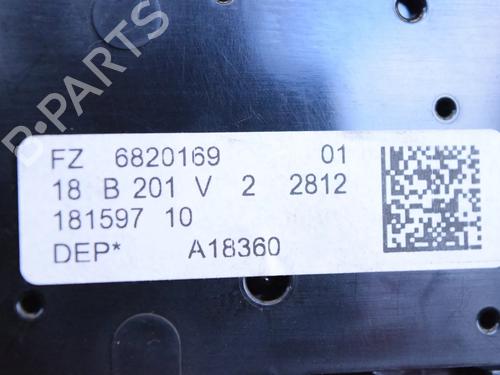 B-PARTS
FZ 6820169 01
18 B 201 V 2 2812
181597 10
DEP* A18360